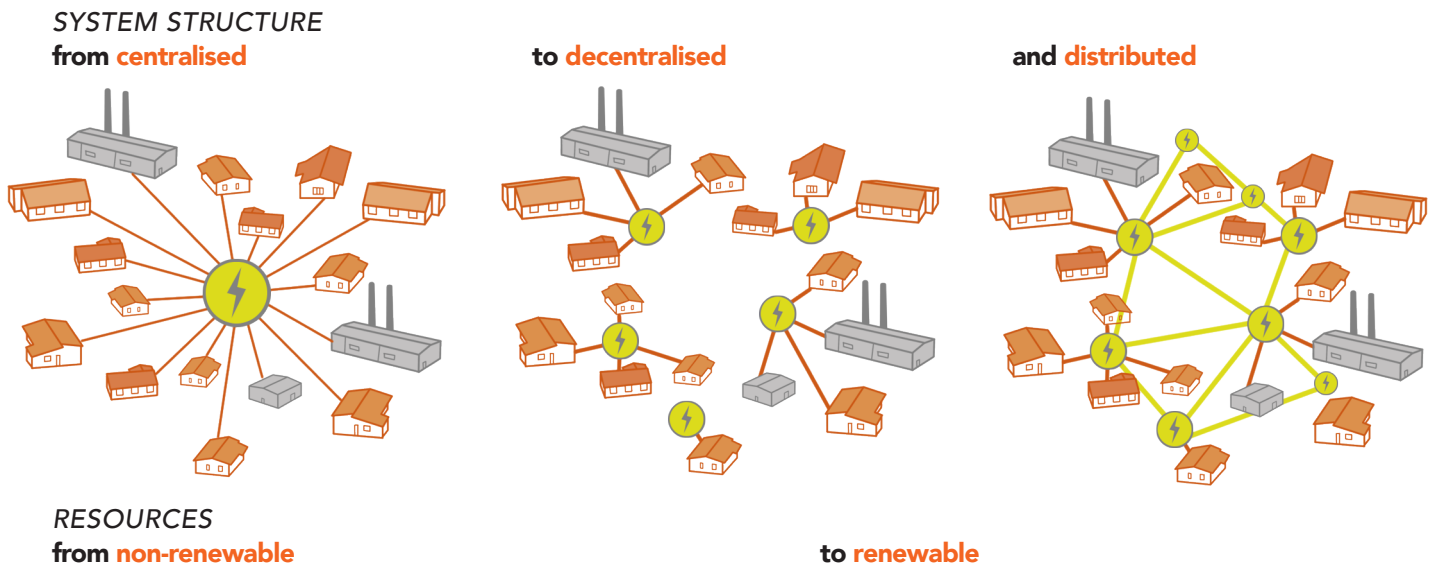 SYSTEM STRUCTURE
from centralised
to decentralised
and distributed
RESOURCES
from non-renewable
to renewable